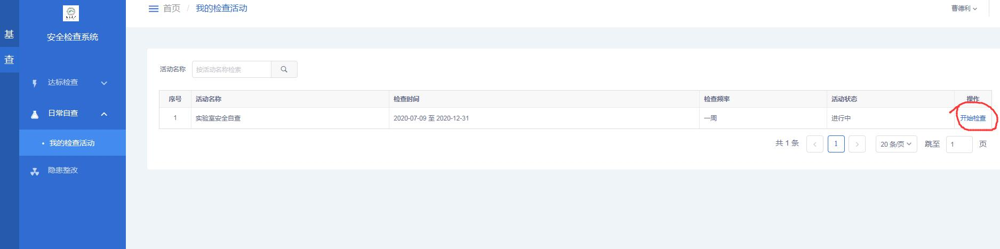 基
查
安全检查系统
达标检查
日常自查
• 我的检查活动
隐患整改
首页 / 我的检查活动
曹德利
活动名称 按活动名称检索
序号 活动名称 检查时间 检查频率 活动状态 操作
1 实验室安全自查 2020-07-09 至 2020-12-31 一周 进行中 开始检查
共 1 条 < 1 > 20 条/页 跳至 1 页